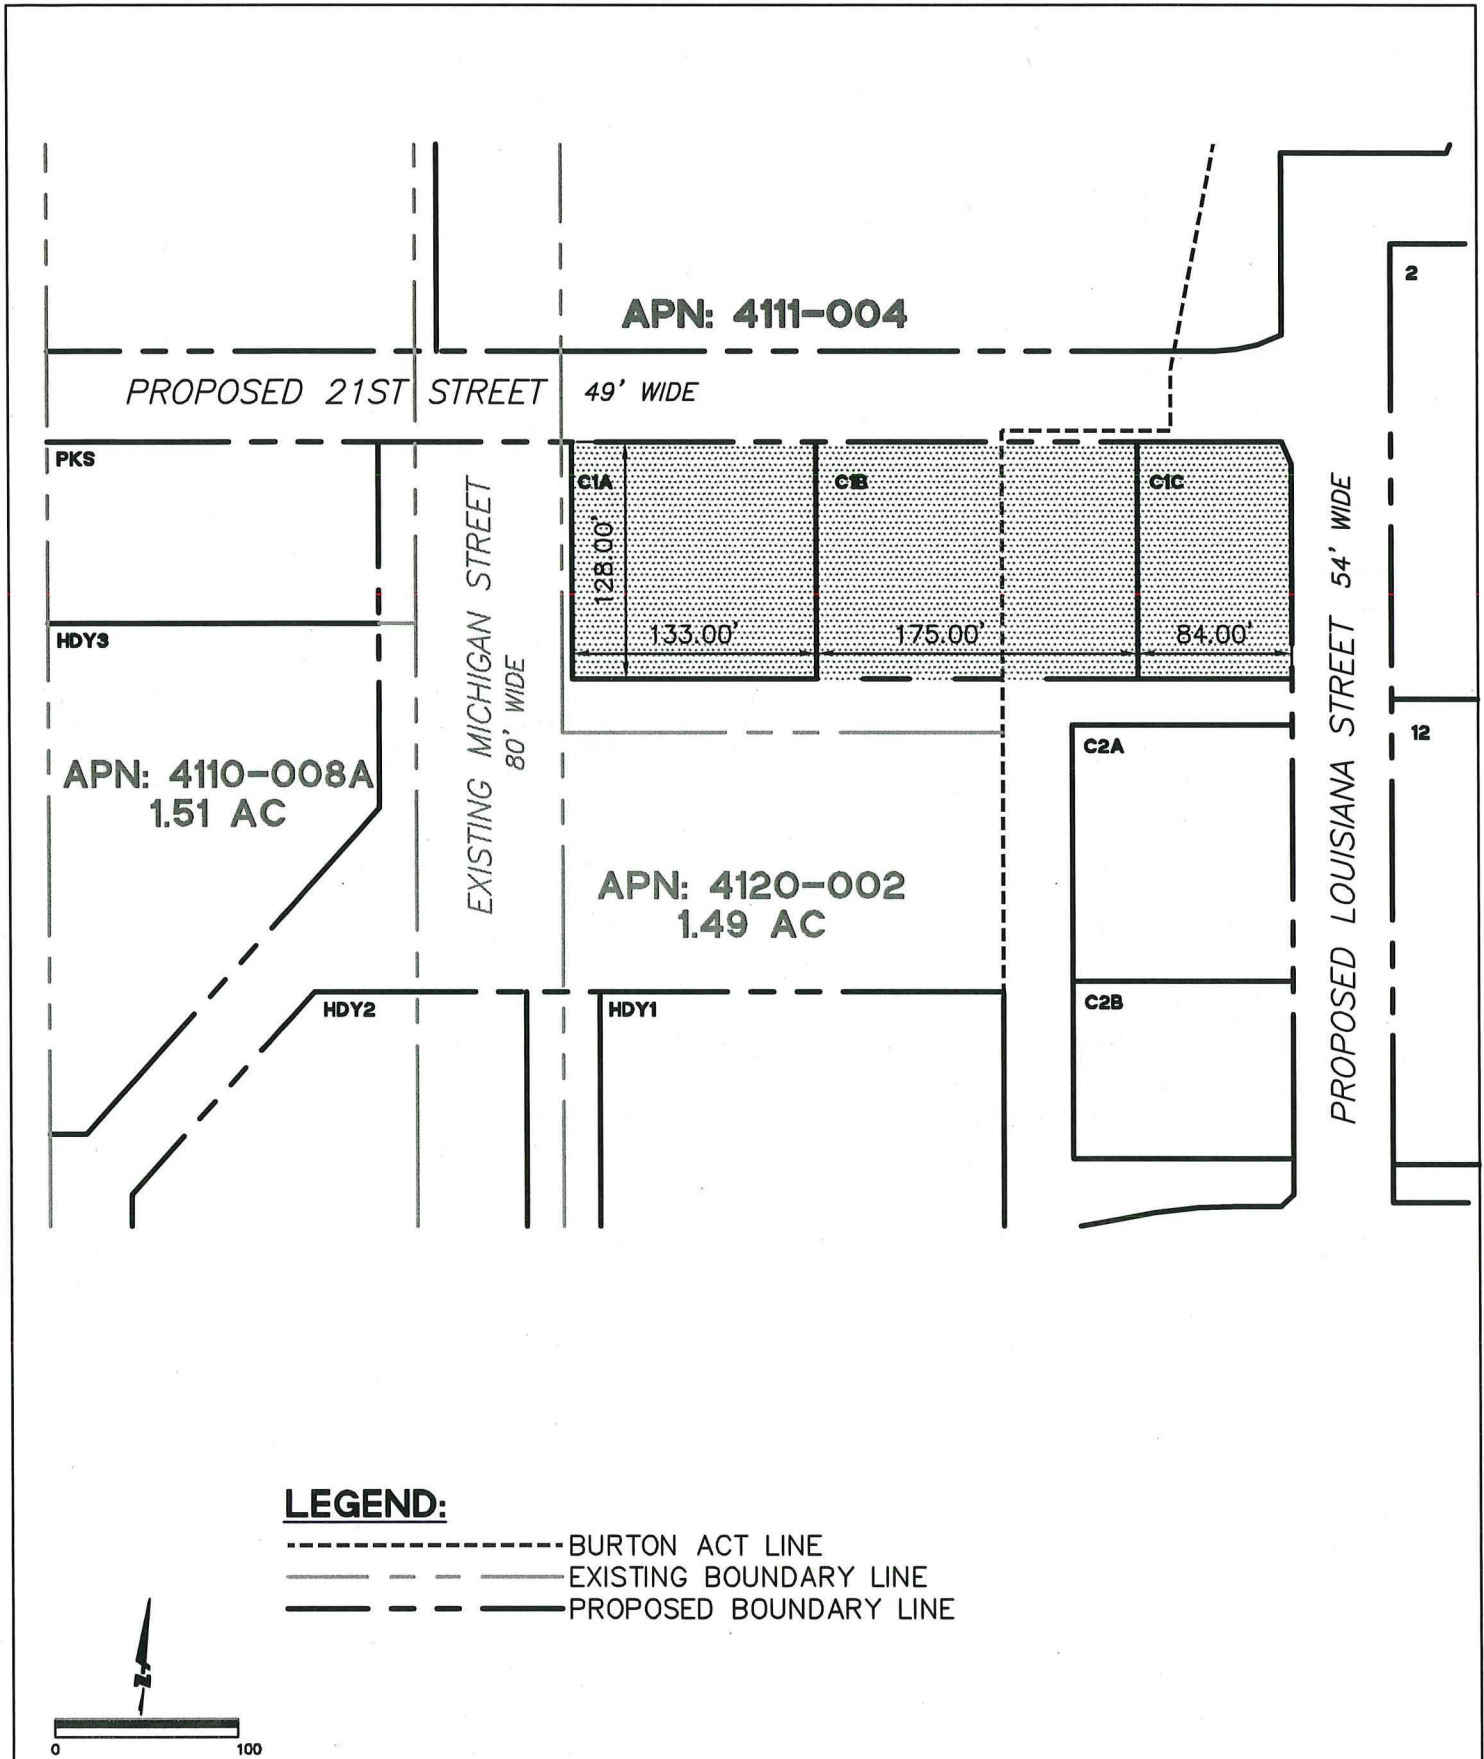 APN: 4111-004
2
PROPOSED 21ST STREET 49' WIDE
PKS
C1A
C1B
C1C
128.00'
133.00'
175.00'
84.00'
HDY3
EXISTING MICHIGAN STREET
80' WIDE
PROPOSED LOUISIANA STREET 54' WIDE
12
C2A
APN: 4110-008A
1.51 AC
APN: 4120-002
1.49 AC
HDY2
HDY1
C2B
LEGEND:
BURTON ACT LINE
EXISTING BOUNDARY LINE
PROPOSED BOUNDARY LINE
N
0 100